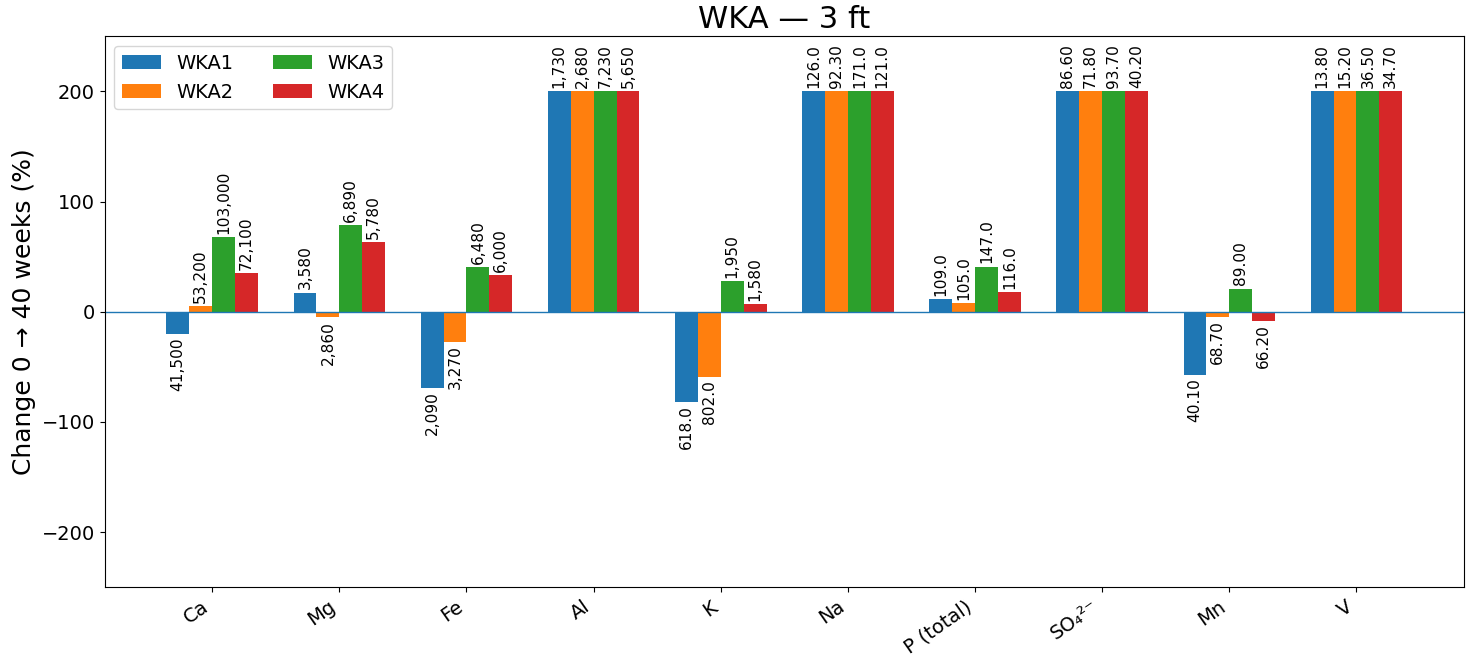 WKA — 3 ft
WKA1
WKA2
WKA3
WKA4
Change 0 → 40 weeks (%)
200
100
0
−100
−200
41,500
53,200
103,000
72,100
3,580
2,860
6,890
5,780
2,090
3,270
6,480
6,000
1,730
2,680
7,230
5,650
618.0
802.0
1,950
1,580
126.0
92.30
171.0
121.0
109.0
105.0
147.0
116.0
86.60
71.80
93.70
40.20
40.10
68.70
89.00
66.20
13.80
15.20
36.50
34.70
Ca
Mg
Fe
Al
K
Na
P (total)
SO₄²⁻
Mn
V